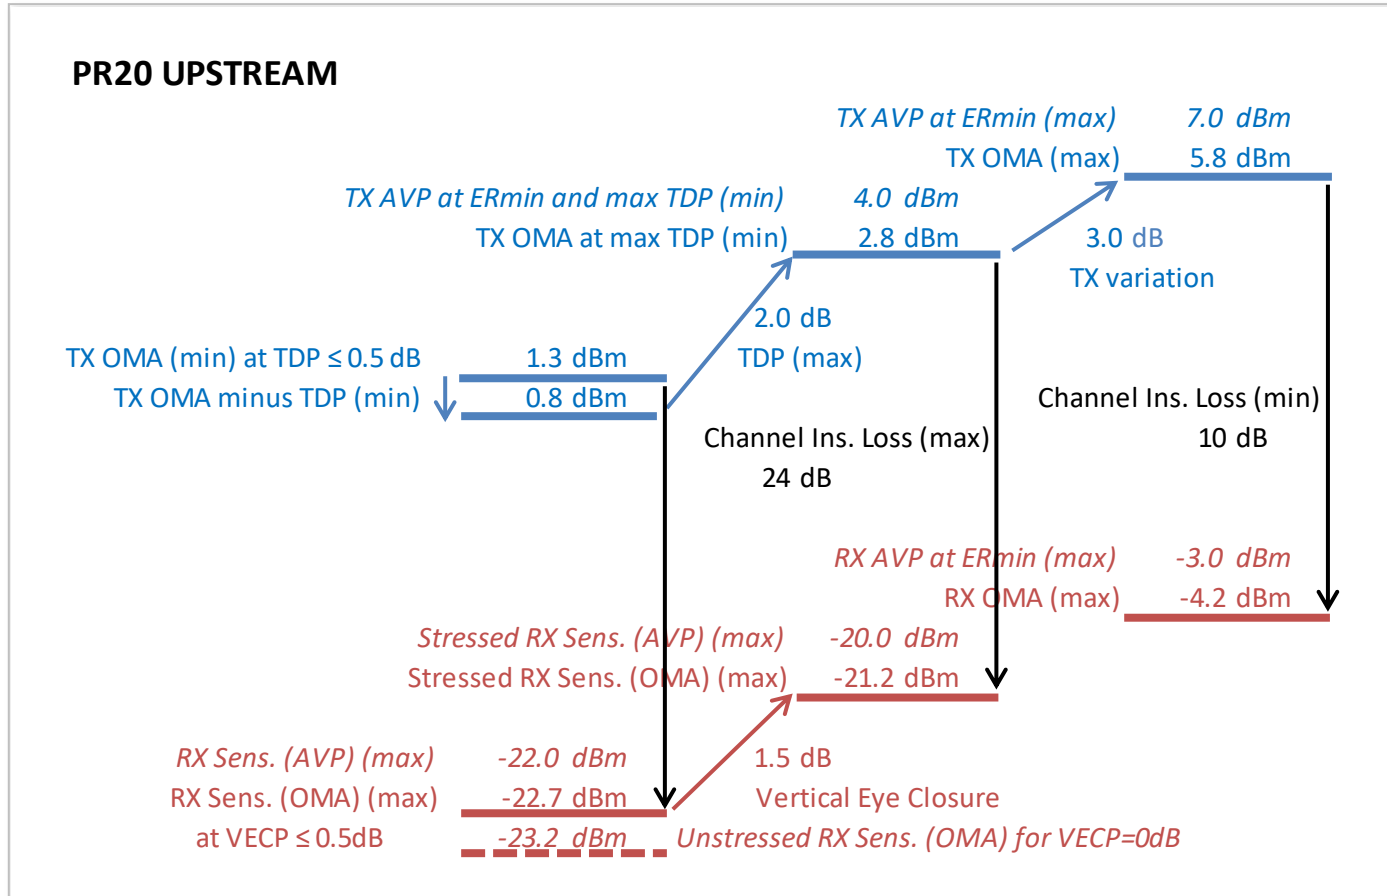 PR20 UPSTREAM
TX AVP at ERmin (max) 7.0 dBm
TX OMA (max) 5.8 dBm
TX AVP at ERmin and max TDP (min) 4.0 dBm
TX OMA at max TDP (min) 2.8 dBm
3.0 dB
TX variation
2.0 dB
TDP (max)
TX OMA (min) at TDP ≤ 0.5 dB 1.3 dBm
TX OMA minus TDP (min) 0.8 dBm
Channel Ins. Loss (min)
10 dB
Channel Ins. Loss (max)
24 dB
RX AVP at ERmin (max) -3.0 dBm
RX OMA (max) -4.2 dBm
Stressed RX Sens. (AVP) (max) -20.0 dBm
Stressed RX Sens. (OMA) (max) -21.2 dBm
RX Sens. (AVP) (max) -22.0 dBm
1.5 dB
RX Sens. (OMA) (max) -22.7 dBm
Vertical Eye Closure
at VECP ≤ 0.5dB -23.2 dBm
Unstressed RX Sens. (OMA) for VECP=0dB